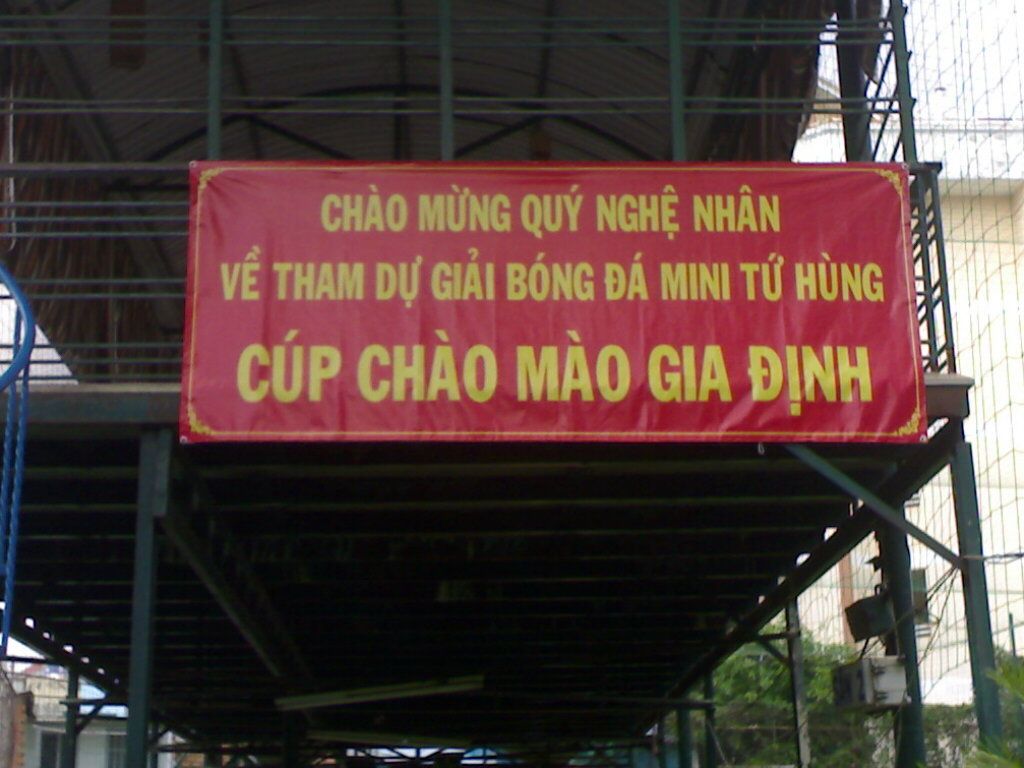 CHÀO MỪNG QUÝ NGHỆ NHÂN
VỀ THAM DỰ GIẢI BÓNG ĐÁ MINI TỨ HÙNG
CÚP CHÀO MÀO GIA ĐỊNH